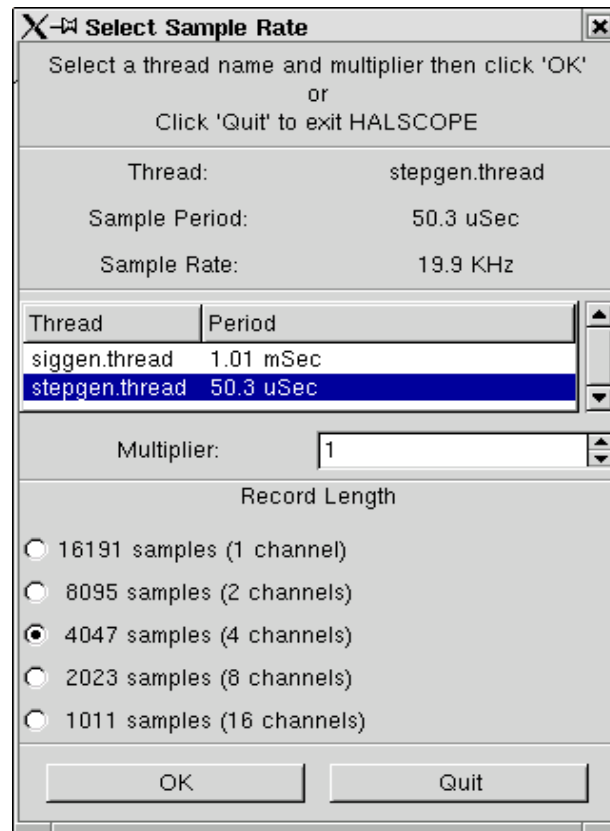 Select Sample Rate
Select a thread name and multiplier then click 'OK'
or
Click 'Quit' to exit HALSCOPE
Thread: stepgen.thread
Sample Period: 50.3 uSec
Sample Rate: 19.9 KHz
Thread Period
siggen.thread 1.01 mSec
stepgen.thread 50.3 uSec
Multiplier: 1
Record Length
16191 samples (1 channel)
8095 samples (2 channels)
4047 samples (4 channels)
2023 samples (8 channels)
1011 samples (16 channels)
OK Quit